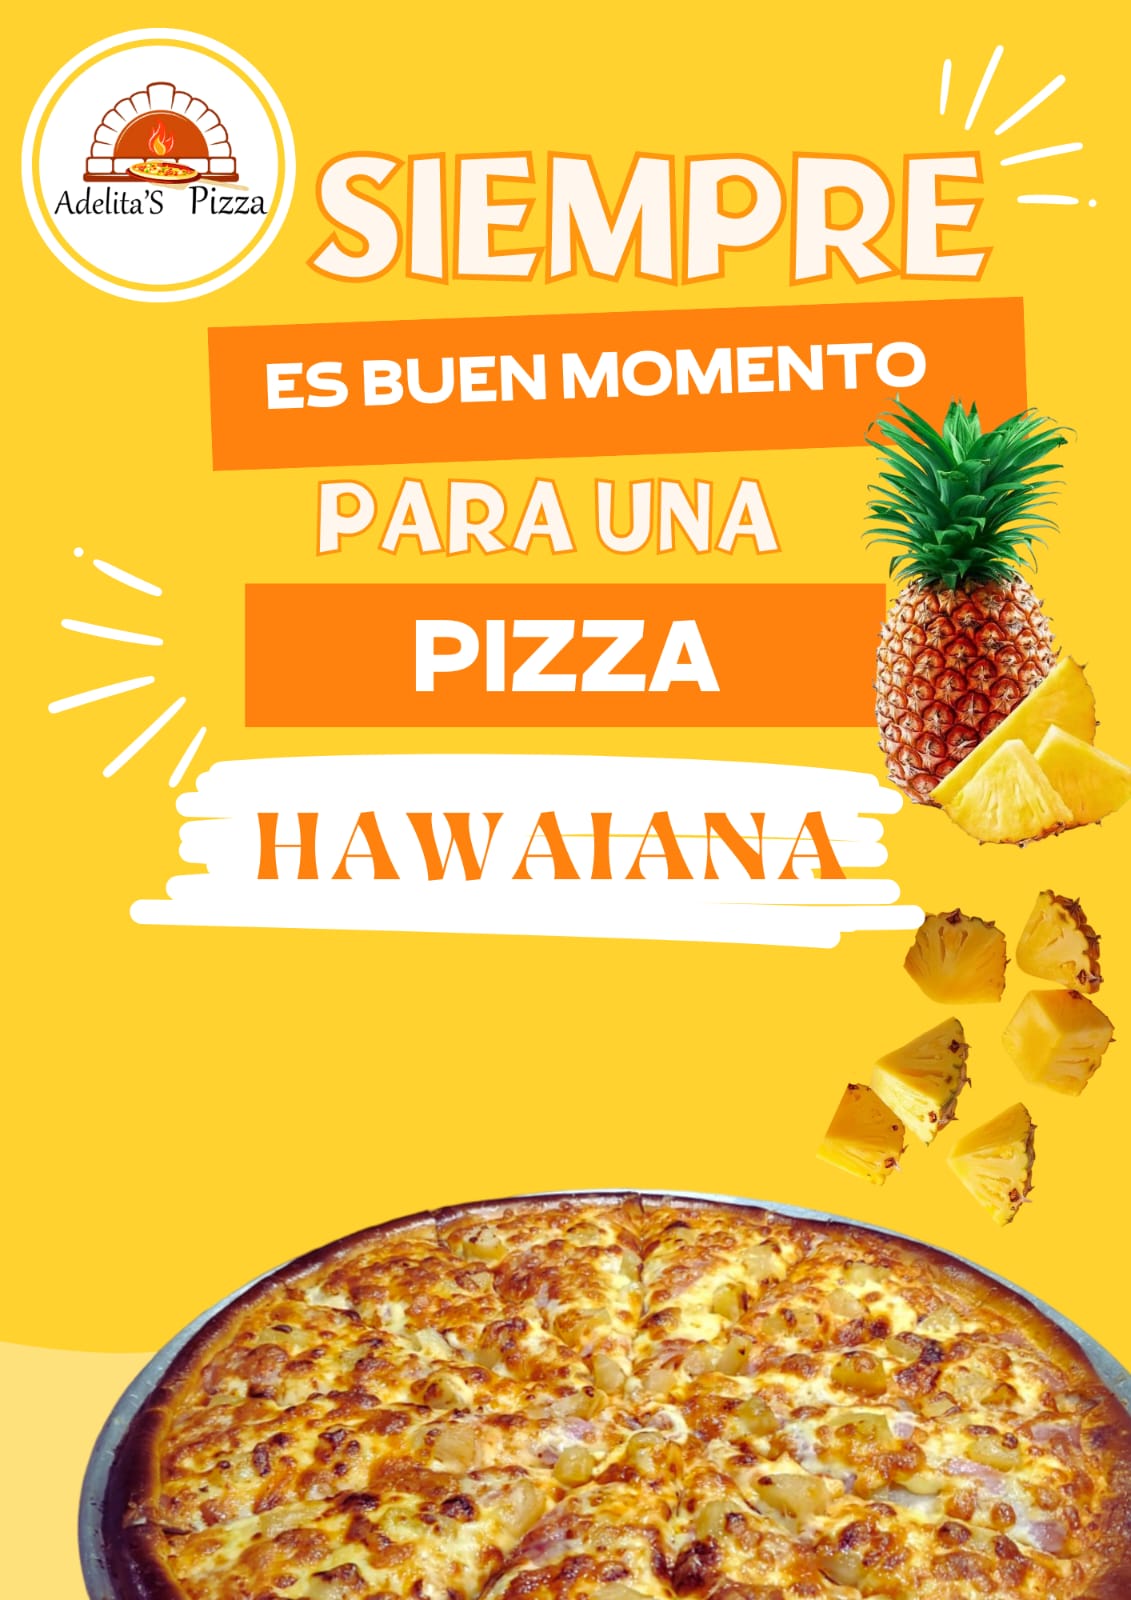 Adelita'S Pizza
SIEMPRE
ES BUEN MOMENTO
PARA UNA
PIZZA
HAWAIANA